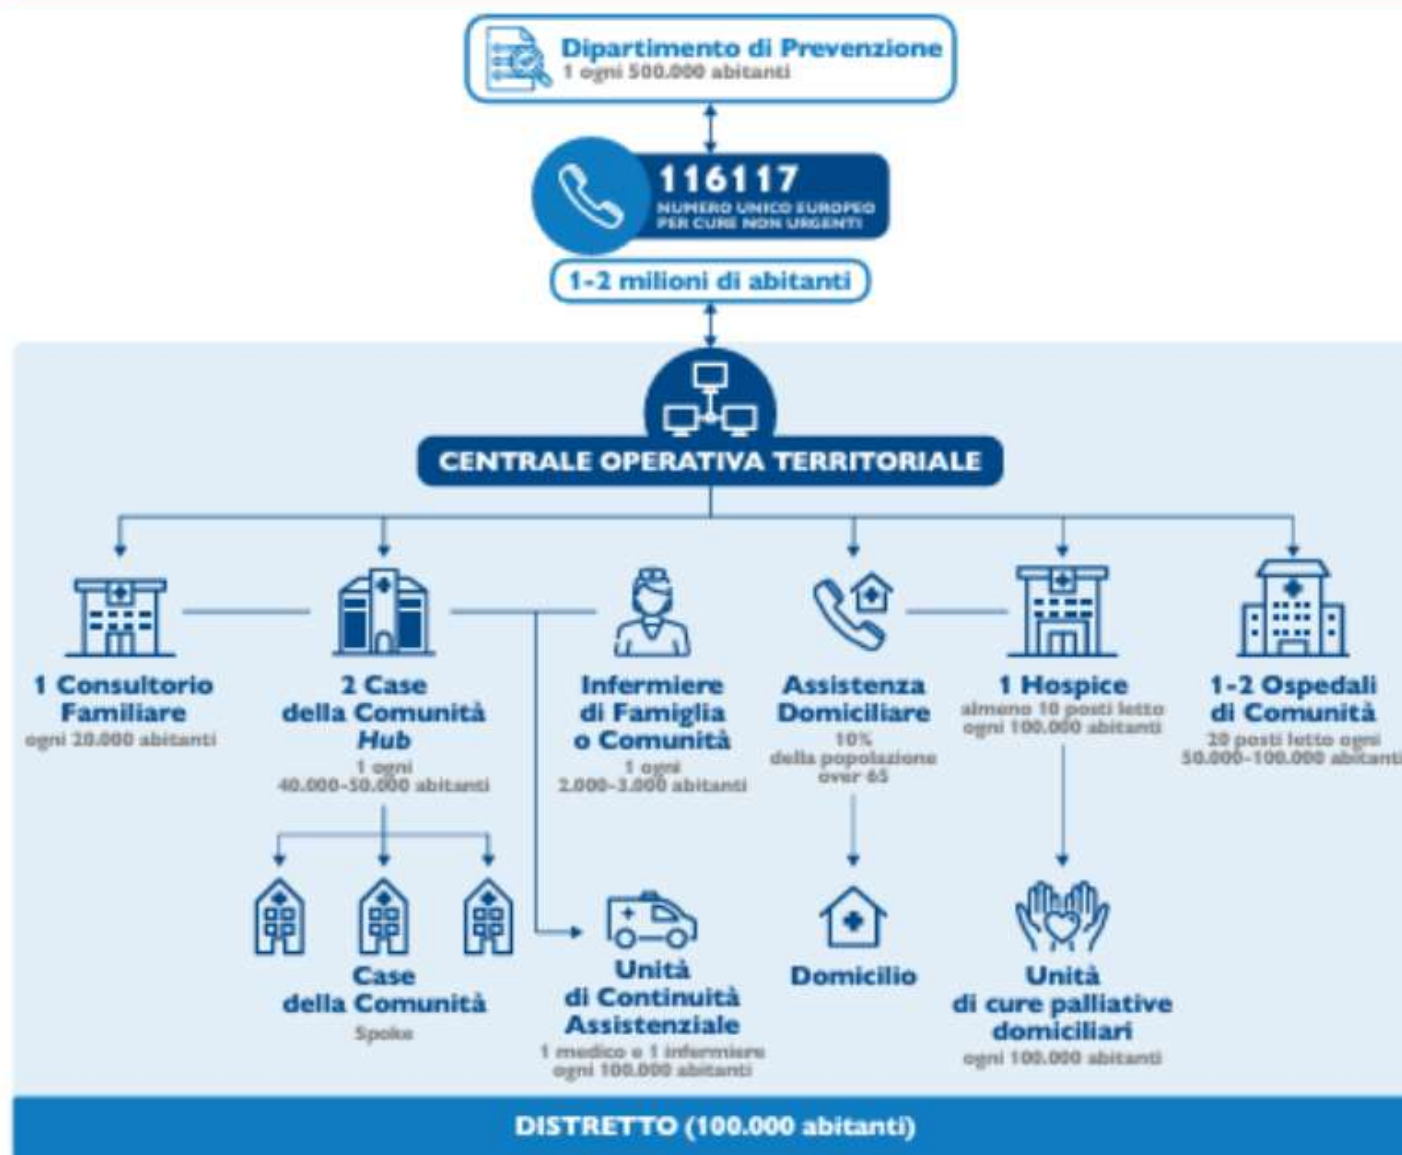 Dipartimento di Prevenzione
1 ogni 500.000 abitanti
116117
NUMERO UNICO EUROPEO
PER CURE NON URGENTI
1-2 milioni di abitanti
CENTRALE OPERATIVA TERRITORIALE
1 Consultorio
Familiare
ogni 20.000 abitanti
2 Case
della Comunità
Hub
1 ogni
40.000-50.000 abitanti
Infermiere
di Famiglia
o Comunità
1 ogni
2.000-3.000 abitanti
Assistenza
Domiciliare
10%
della popolazione
over 65
1 Hospice
almeno 10 posti letto
ogni 100.000 abitanti
1-2 Ospedali
di Comunità
20 posti letto ogni
50.000-100.000 abitanti
Case
della Comunità
Spoke
Unità
di Continuità
Assistenziale
1 medico e 1 infermiere
ogni 100.000 abitanti
Domicilio
Unità
di cure palliative
domiciliari
ogni 100.000 abitanti
DISTRETTO (100.000 abitanti)